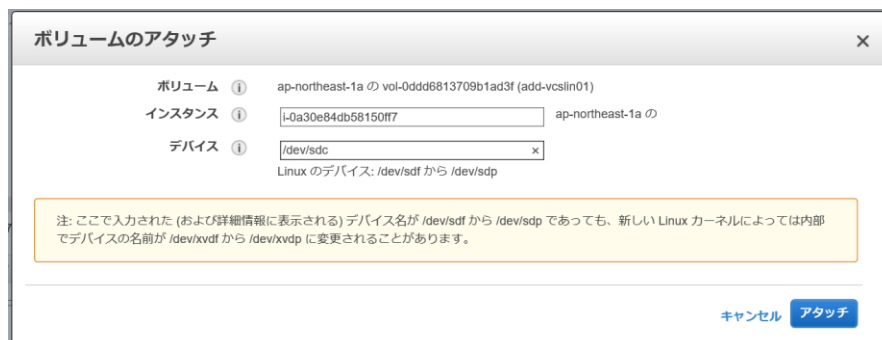 ボリュームのアタッチ ×
ボリューム ap-northeast-1a の vol-0ddd6813709b1ad3f (add-vcslin01)
インスタンス i-0a30e84db58150ff7 ap-northeast-1a の
デバイス /dev/sdc ×
Linux のデバイス: /dev/sdf から /dev/sdp
注: ここで入力された (および詳細情報に表示される) デバイス名が /dev/sdf から /dev/sdp であっても、新しい Linux カーネルによっては内部
でデバイスの名前が /dev/xvdf から /dev/xvdp に変更されることがあります。
キャンセル アタッチ